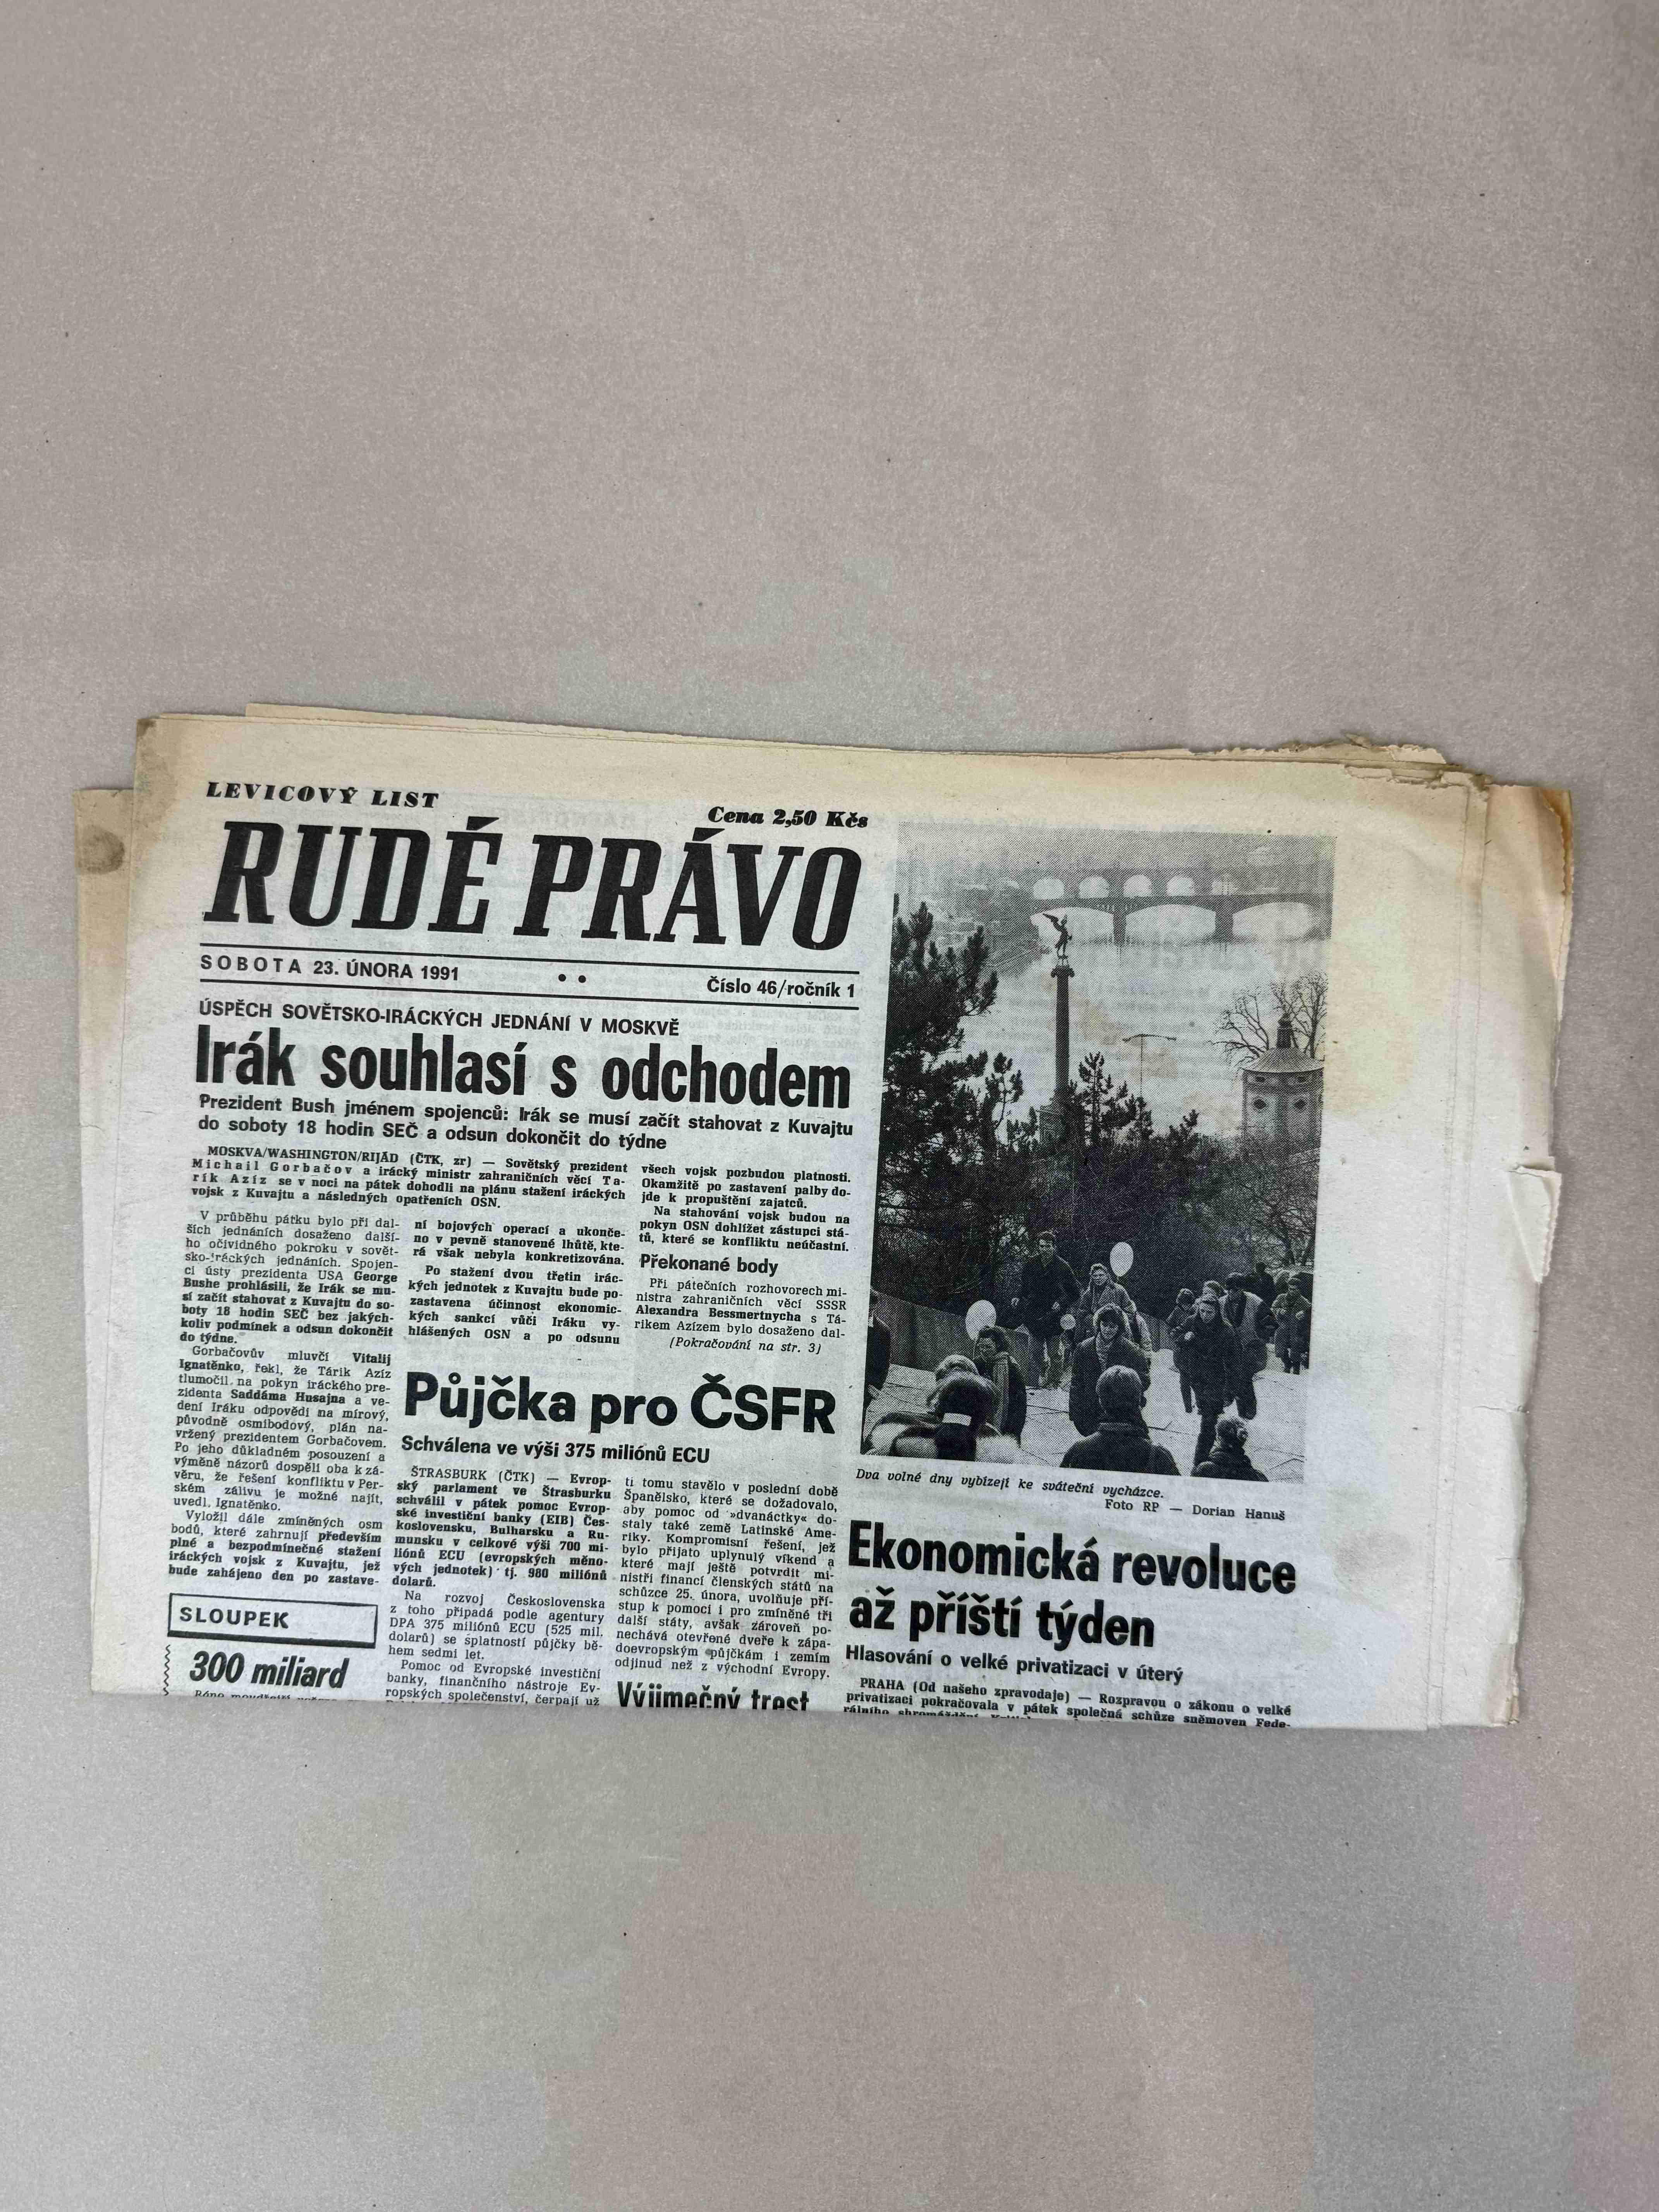 LEVICOVÝ LIST
Cena 2,50 Kčs
RUDÉ PRÁVO
SOBOTA 23. ÚNORA 1991
• •
Číslo 46/ročník 1
ÚSPĚCH SOVĚTSKO-IRÁCKÝCH JEDNÁNÍ V MOSKVĚ
Irák souhlasí s odchodem
Prezident Bush jménem spojenců: Irák se musí začít stahovat z Kuvajtu
do soboty 18 hodin SEČ a odsun dokončit do týdne
MOSKVA/WASHINGTON/RIJÁD (ČTK, zr) — Sovětský prezident
Michail Gorbačov a irácký ministr zahraničních věcí Ta-
rik Azíz se v noci na pátek dohodli na plánu stažení iráckých
vojsk z Kuvajtu a následných opatřeních OSN.
V průběhu pátku bylo při dal-
ších jednáních dosaženo další-
ho očividného pokroku v sovět-
sko-iráckých jednáních. Spojen-
ci ústy prezidenta USA George
Bushe prohlásili, že Irák se mu-
sí začít stahovat z Kuvajtu do so-
boty 18 hodin SEČ bez jakých-
koliv podmínek a odsun dokončit
do týdne.
Gorbačovův mluvčí Vitalij
Ignatěnko, řekl, že Tárik Azíz
tlumočil na pokyn iráckého pre-
zidenta Saddáma Husajna a ve-
dení Iráku odpovědi na mírový,
původně osmibodový, plán na-
vržený prezidentem Gorbačovem.
Po jeho důkladném posouzení a
výměně názorů dospěli oba k zá-
věru, že řešení konfliktu v Per-
ském zálivu je možné najít,
uvedl Ignatěnko.
Vyložil dále zmíněných osm
bodů, které zahrnují především
plné a bezpodmínečné stažení
iráckých vojsk z Kuvajtu, jež
bude zahájeno den po zastave-
ní bojových operací a ukonče-
no v pevně stanovené lhůtě, kte-
rá však nebyla konkretizována.
Po stažení dvou třetin irác-
kých jednotek z Kuvajtu bude po-
zastavena účinnost ekonomic-
kých sankcí vůči Iráku vy-
hlášených OSN a po odsunu
všech vojsk pozbudou platnosti.
Okamžitě po zastavení palby do-
jde k propuštění zajatců.
Na stahování vojsk budou na
pokyn OSN dohlížet zástupci stá-
tů, které se konfliktu neúčastní.
Překonané body
Při pátečních rozhovorech mi-
nistra zahraničních věcí SSSR
Alexandra Bessmertnycha s Tá-
rikem Azízem bylo dosaženo dal-
(Pokračování na str. 3)
Půjčka pro ČSFR
Schválena ve výši 375 miliónů ECU
ŠTRASBURK (ČTK) — Evrop-
ský parlament ve Štrasburku
schválil v pátek pomoc Evrop-
ské investiční banky (EIB) Čes-
koslovensku, Bulharsku a Ru-
munsku v celkové výši 700 mi-
liónů ECU (evropských měno-
vých jednotek) tj. 980 miliónů
dolarů.
Na rozvoj Československa
z toho připadá podle agentury
DPA 375 miliónů ECU (525 mil.
dolarů) se splatností půjčky bě-
hem sedmi let.
Pomoc od Evropské investiční
banky, finančního nástroje Ev-
ropských společenství, čerpají už
ti tomu stavělo v poslední době
Španělsko, které se dožadovalo,
aby pomoc od »dvanáctky« do-
staly také země Latinské Ame-
riky. Kompromisní řešení, jež
bylo přijato uplynulý víkend a
které mají ještě potvrdit mi-
nistři financí členských států na
schůzce 25. února, uvolňuje pří-
stup k pomoci i pro zmíněné tři
další státy, avšak zároveň po-
nechává otevřené dveře k zápa-
doevropským půjčkám i zemím
odjinud než z východní Evropy.
Výjimečný trest
SLOUPEK
300 miliard
Dva volné dny vybízejí ke sváteční vycházce.
Foto RP — Dorian Hanuš
Ekonomická revoluce
až příští týden
Hlasování o velké privatizaci v úterý
PRAHA (Od našeho zpravodaje) — Rozpravou o zákonu o velké
privatizaci pokračovala v pátek společná schůze sněmoven Fede-
rálního shromáždění.